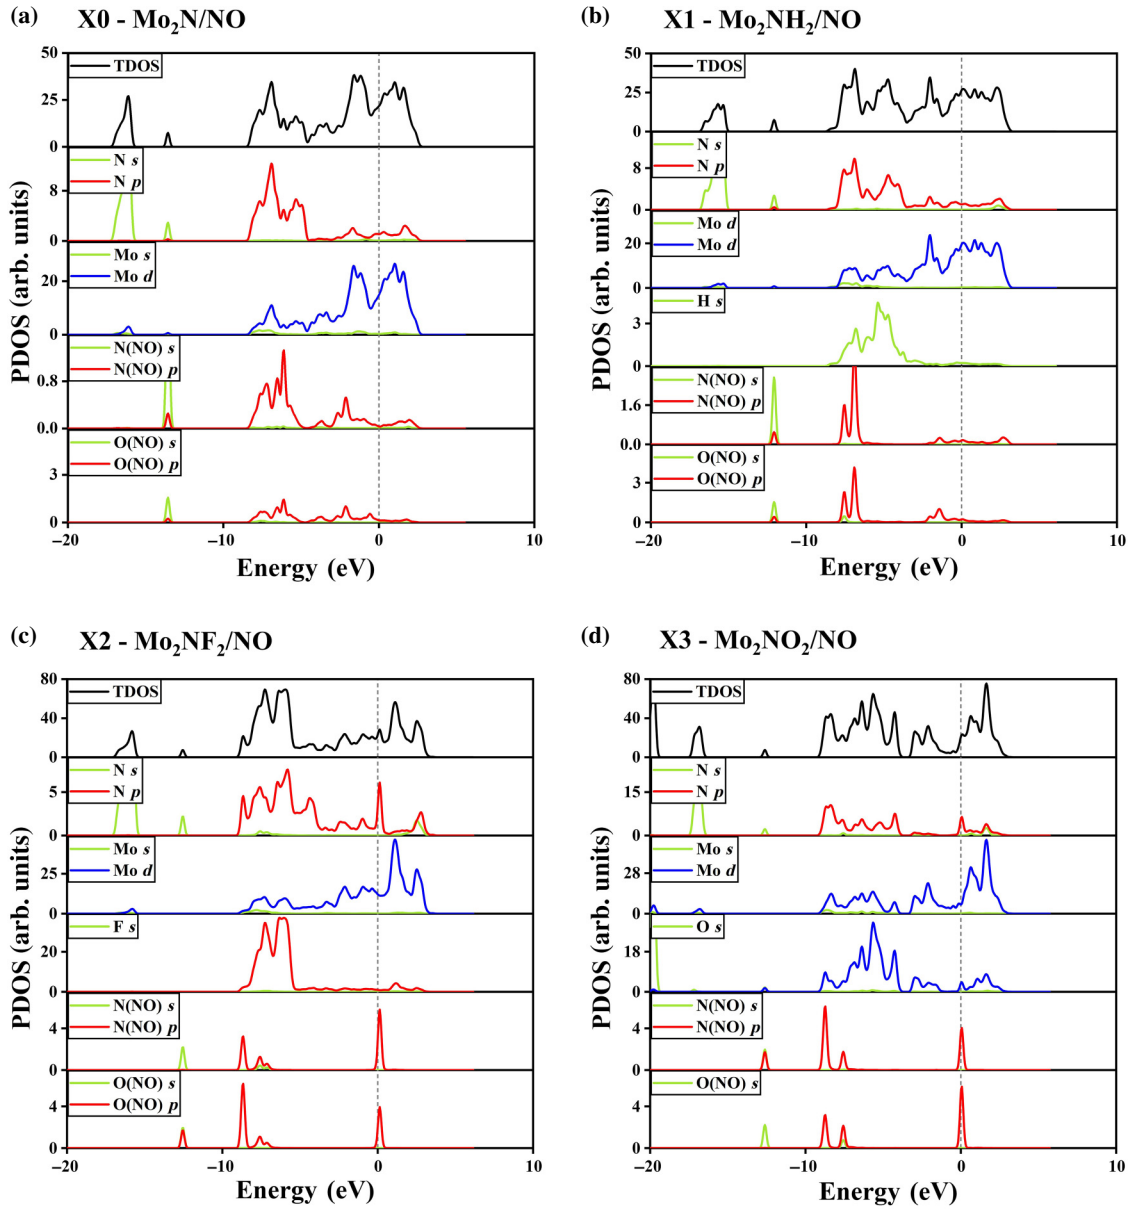 (a) X0 - Mo₂N/NO
50
TDOS
25
0
N s
N p
8
0
Mo s
Mo d
20
0
N(NO) s
N(NO) p
0.8
0.0
O(NO) s
O(NO) p
3
0
−20 −10 0 10
Energy (eV)
PDOS (arb. units)
(b) X1 - Mo₂NH₂/NO
50
TDOS
25
0
N s
N p
8
0
Mo d
Mo d
20
0
H s
3
0
N(NO) s
N(NO) p
1.6
0.0
O(NO) s
O(NO) p
3
0
−20 −10 0 10
Energy (eV)
PDOS (arb. units)
(c) X2 - Mo₂NF₂/NO
80
TDOS
40
0
N s
N p
5
0
Mo s
Mo d
25
0
F s
20
0
N(NO) s
N(NO) p
4
0
O(NO) s
O(NO) p
4
0
−20 −10 0 10
Energy (eV)
PDOS (arb. units)
(d) X3 - Mo₂NO₂/NO
80
TDOS
40
0
N s
N p
15
0
Mo s
Mo d
28
0
O s
18
0
N(NO) s
N(NO) p
4
0
O(NO) s
4
0
−20 −10 0 10
Energy (eV)
PDOS (arb. units)